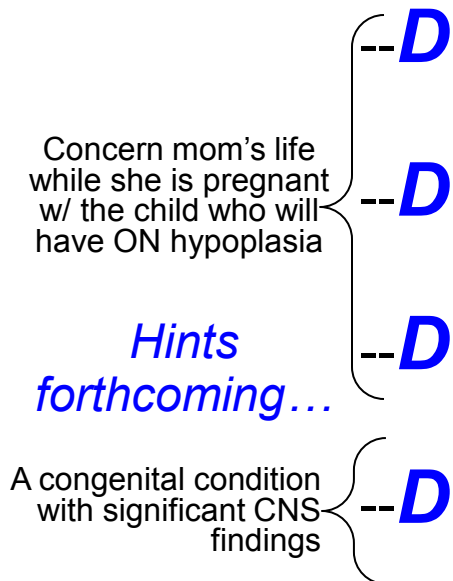 --D
Concern mom's life
while she is pregnant
w/ the child who will
have ON hypoplasia
--D
--D
Hints
forthcoming…
A congenital condition
with significant CNS
findings
--D